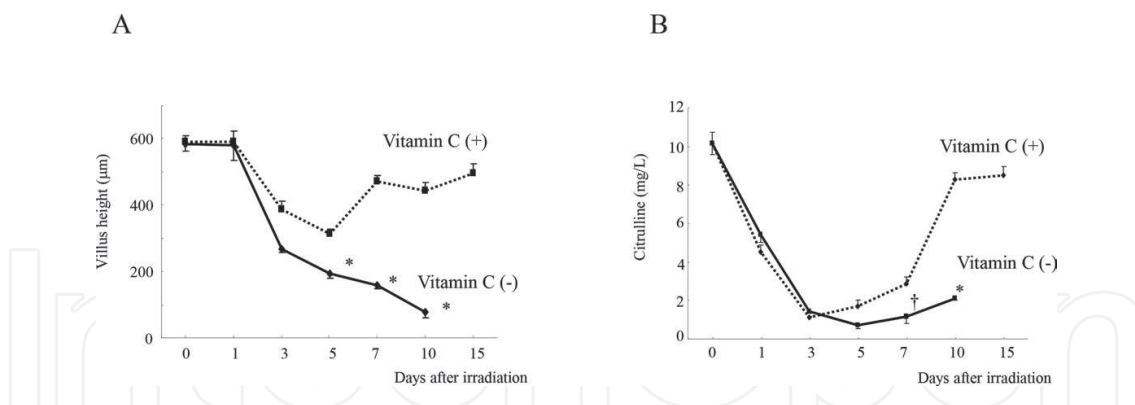 A
B
600
400
200
0
Villus height (µm)
Vitamin C (+)
Vitamin C (-)
*
*
*
0 1 3 5 7 10 15
Days after irradiation
12
10
8
6
4
2
0
Citrulline (mg/L)
Vitamin C (+)
Vitamin C (-)
†
*
0 1 3 5 7 10 15
Days after irradiation